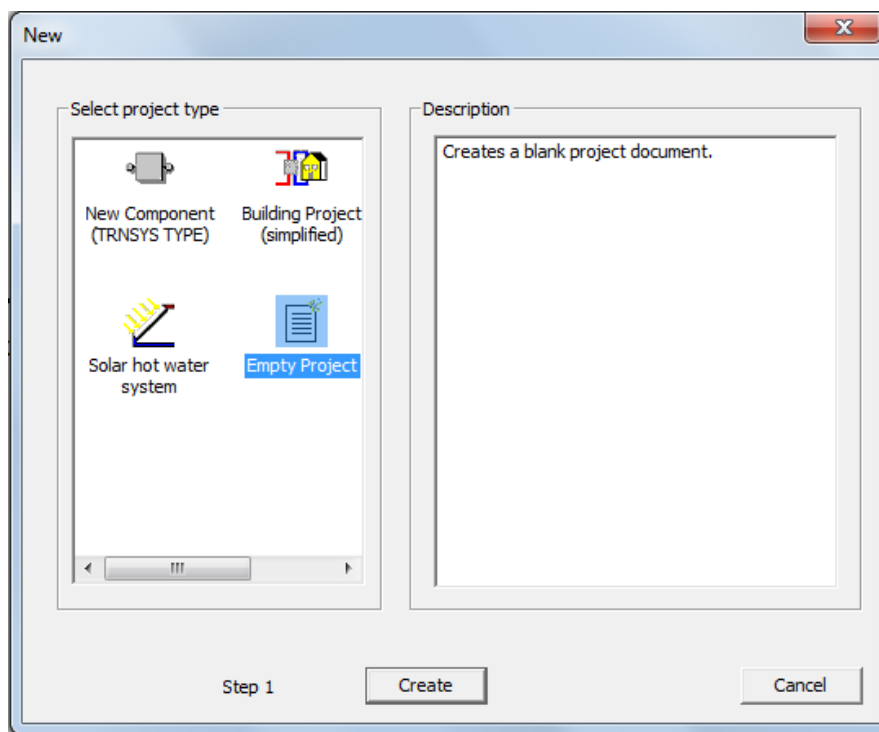 New
X
Select project type
Description
Creates a blank project document.
New Component
(TRNSYS TYPE)
Building Project
(simplified)
Solar hot water
system
Empty Project
Step 1
Create
Cancel